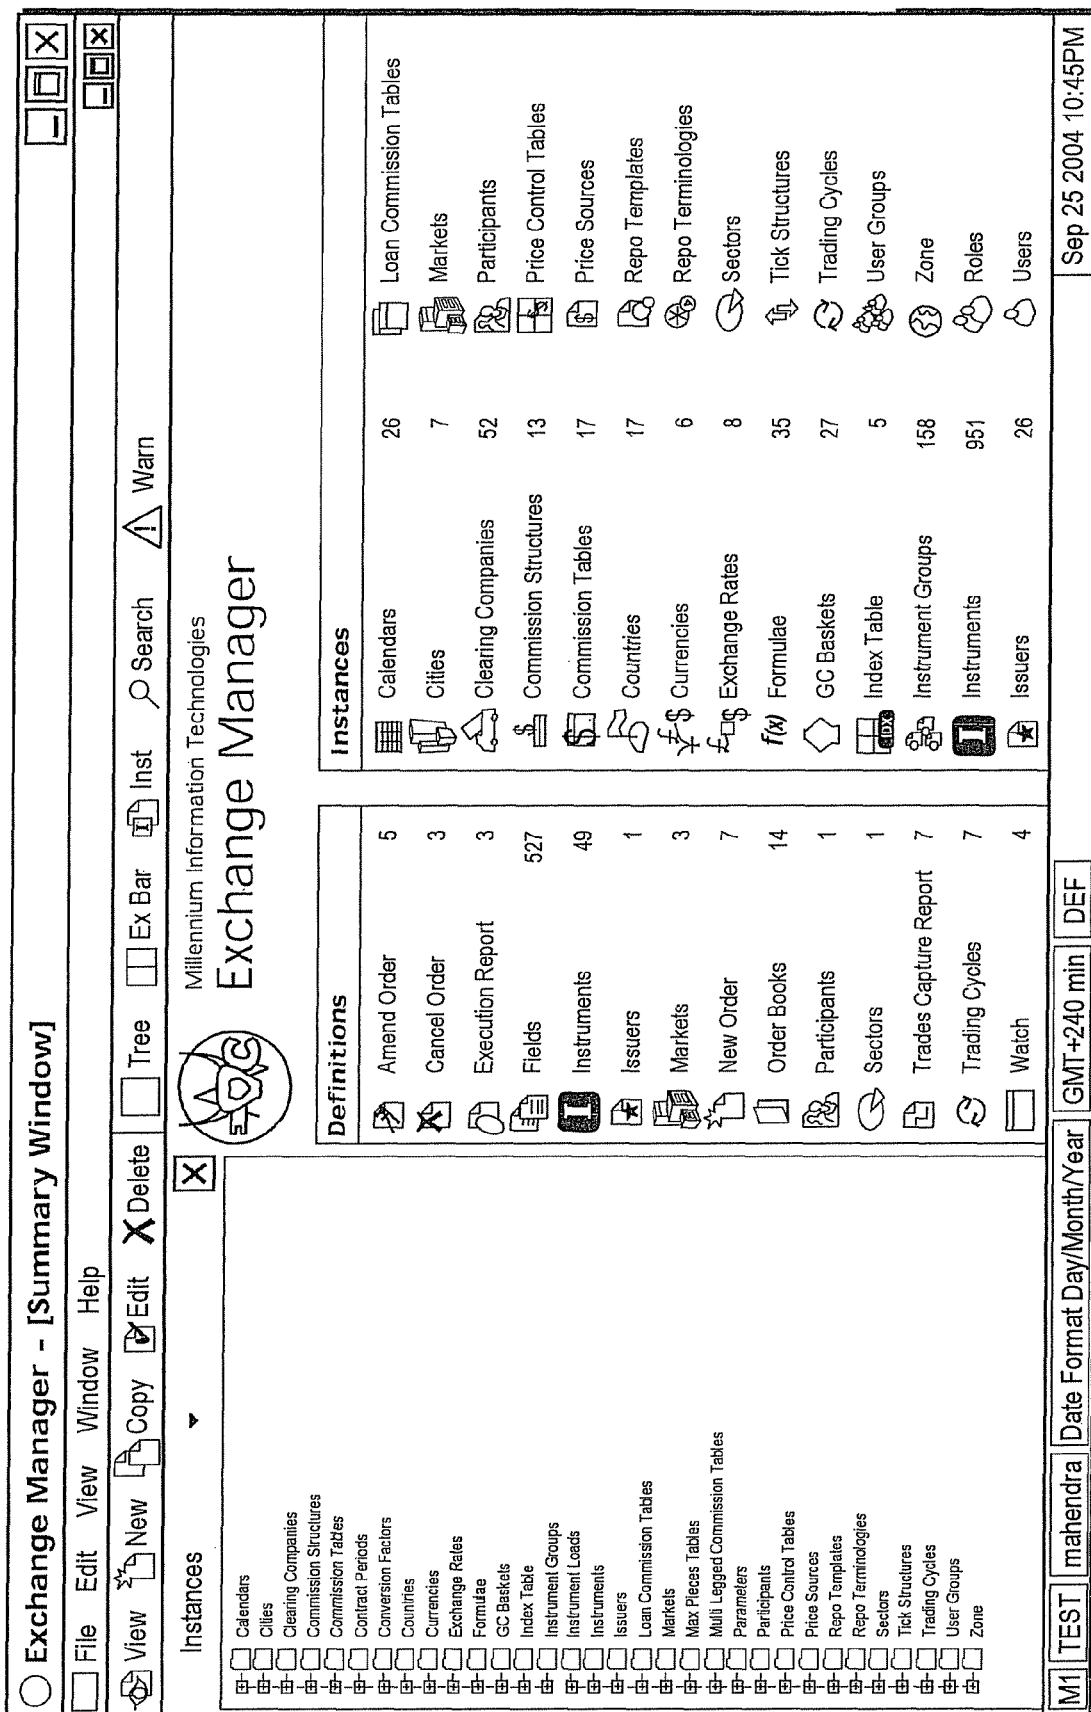 Exchange Manager - [Summary Window]
File Edit View Window Help
View New Copy Edit Delete Tree Ex Bar Inst Search Warn
Instances
Calendars
Cities
Clearing Companies
Commission Structures
Commission Tables
Contract Periods
Conversion Factors
Countries
Currencies
Exchange Rates
Formulae
GC Baskets
Index Table
Instrument Groups
Instrument Loads
Instruments
Issuers
Loan Commission Tables
Markets
Max Pieces Tables
Multi Legged Commission Tables
Parameters
Participants
Price Control Tables
Price Sources
Repo Templates
Repo Terminologies
Sectors
Tick Structures
Trading Cycles
User Groups
Zone
Millennium Information Technologies
Exchange Manager
Definitions
Amend Order 5
Cancel Order 3
Execution Report 3
Fields 527
Instruments 49
Issuers 1
Markets 3
New Order 7
Order Books 14
Participants 1
Sectors 1
Trades Capture Report 7
Trading Cycles 7
Watch 4
Instances
Calendars 26 Loan Commission Tables
Cities 7 Markets
Clearing Companies 52 Participants
Commission Structures 13 Price Control Tables
Commission Tables 17 Price Sources
Countries 17 Repo Templates
Currencies 6 Repo Terminologies
Exchange Rates 8 Sectors
f(x) Formulae 35 Tick Structures
GC Baskets 27 Trading Cycles
IDX Index Table 5 User Groups
Instrument Groups 158 Zone
I Instruments 951 Roles
Issuers 26 Users
M1 TEST mahendra Date Format Day/Month/Year GMT+240 min DEF Sep 25 2004 10:45PM